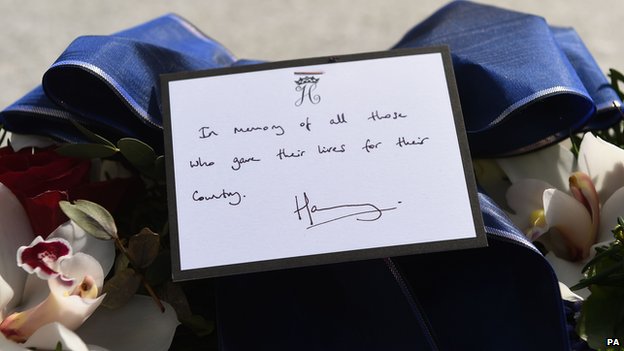 H
In memory of all those
who gave their lives for their
Country.
Harry.
PA